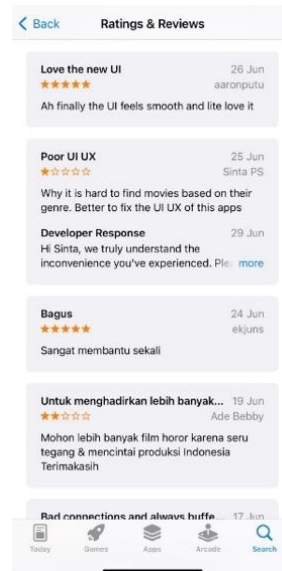 Back Ratings & Reviews
Love the new UI 26 Jun
aaronputu
Ah finally the UI feels smooth and lite love it
Poor UI UX 25 Jun
Sinta PS
Why it is hard to find movies based on their
genre. Better to fix the UI UX of this apps
Developer Response 29 Jun
Hi Sinta, we truly understand the
inconvenience you've experienced. more
Bagus 24 Jun
ekjuns
Sangat membantu sekali
Untuk menghadirkan lebih banyak... 19 Jun
Ade Bebby
Mohon lebih banyak film horor karena seru
tegang & mencintai produksi Indonesia
Terimakasih
Bad connections and always buffe... 17 Jun
Today Games Apps Arcade Search